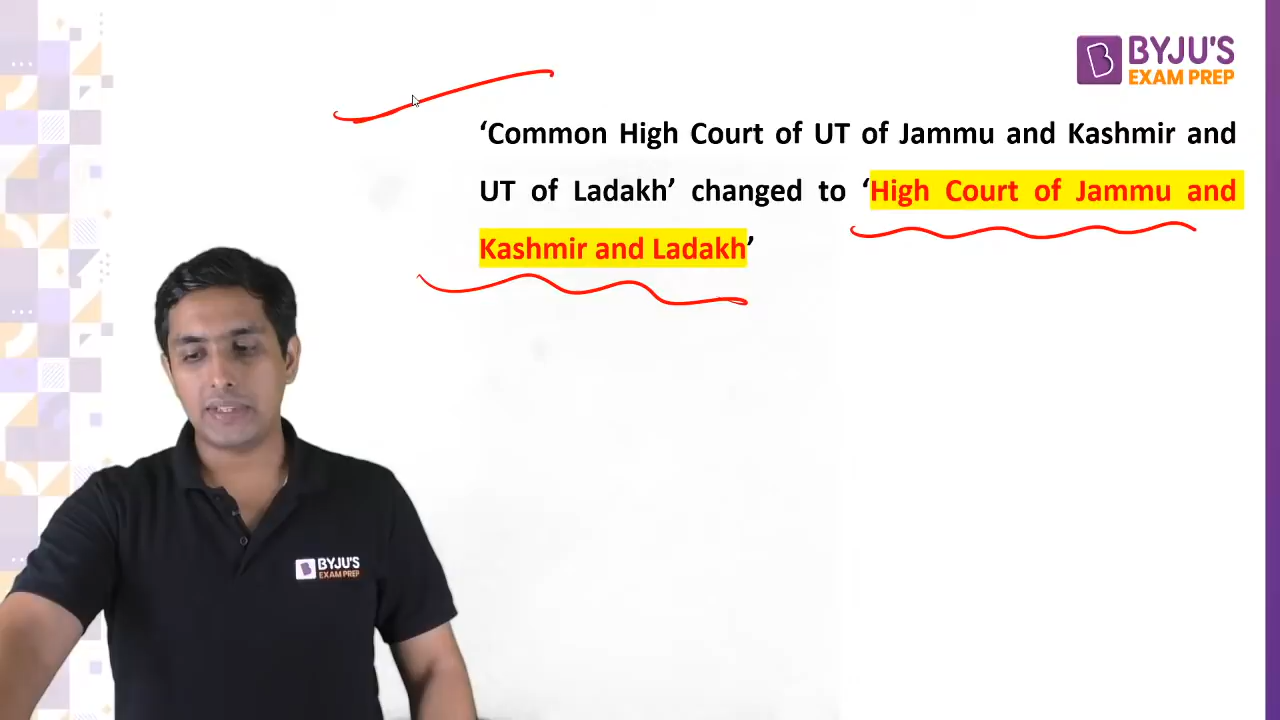 BYJU'S
EXAM PREP
‘Common High Court of UT of Jammu and Kashmir and
UT of Ladakh’ changed to ‘High Court of Jammu and
Kashmir and Ladakh’
BYJU'S
EXAM PREP